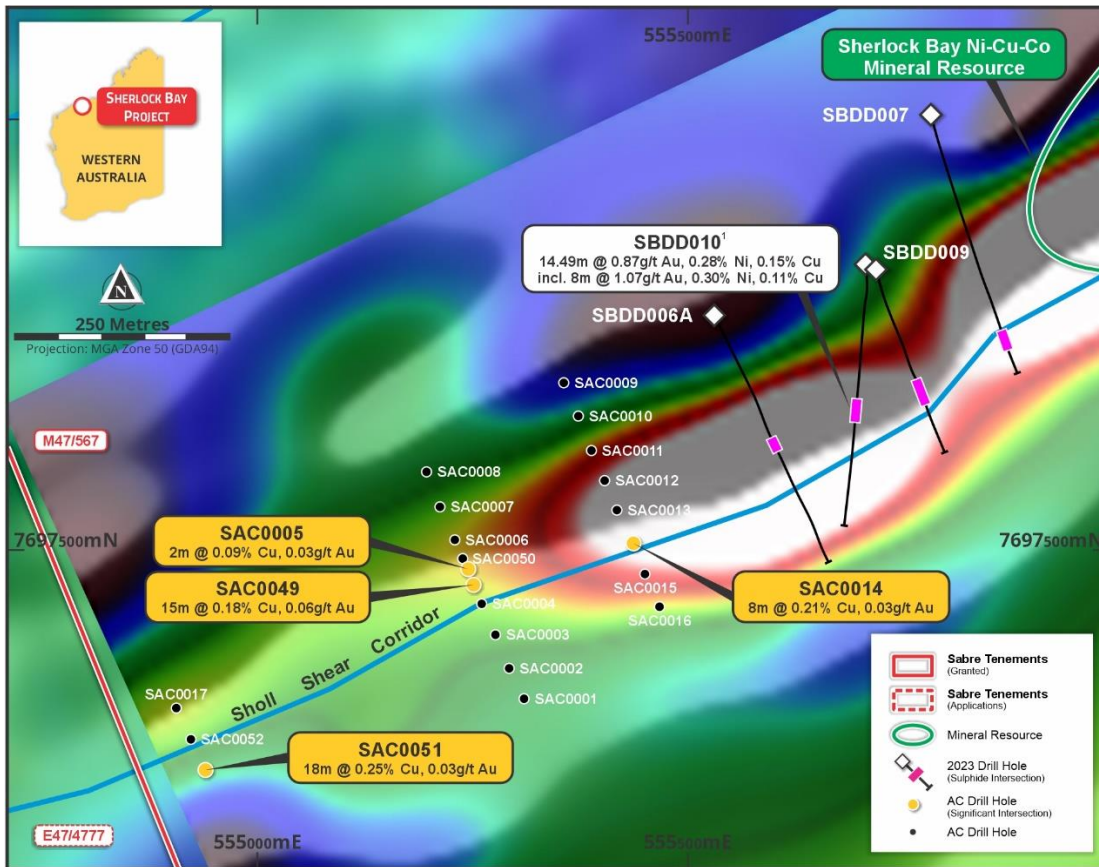 SHERLOCK BAY
PROJECT
WESTERN
AUSTRALIA
N
250 Metres
Projection: MGA Zone 50 (GDA94)
555500mE
Sherlock Bay Ni-Cu-Co
Mineral Resource
SBDD007
SBDD010¹
14.49m @ 0.87g/t Au, 0.28% Ni, 0.15% Cu
incl. 8m @ 1.07g/t Au, 0.30% Ni, 0.11% Cu
SBDD009
SBDD006A
SAC0009
SAC0010
SAC0011
SAC0012
SAC0013
SAC0008
SAC0007
SAC0006
SAC0050
M47/567
7697500mN
7697500mN
SAC0005
2m @ 0.09% Cu, 0.03g/t Au
SAC0049
15m @ 0.18% Cu, 0.06g/t Au
SAC0014
8m @ 0.21% Cu, 0.03g/t Au
SAC0015
SAC0016
SAC0004
SAC0003
SAC0002
SAC0001
Sholl Shear Corridor
SAC0017
SAC0052
SAC0051
18m @ 0.25% Cu, 0.03g/t Au
E47/4777
555000mE
555500mE
Sabre Tenements
(Granted)
Sabre Tenements
(Applications)
Mineral Resource
2023 Drill Hole
(Sulphide Intersection)
AC Drill Hole
(Significant Intersection)
AC Drill Hole